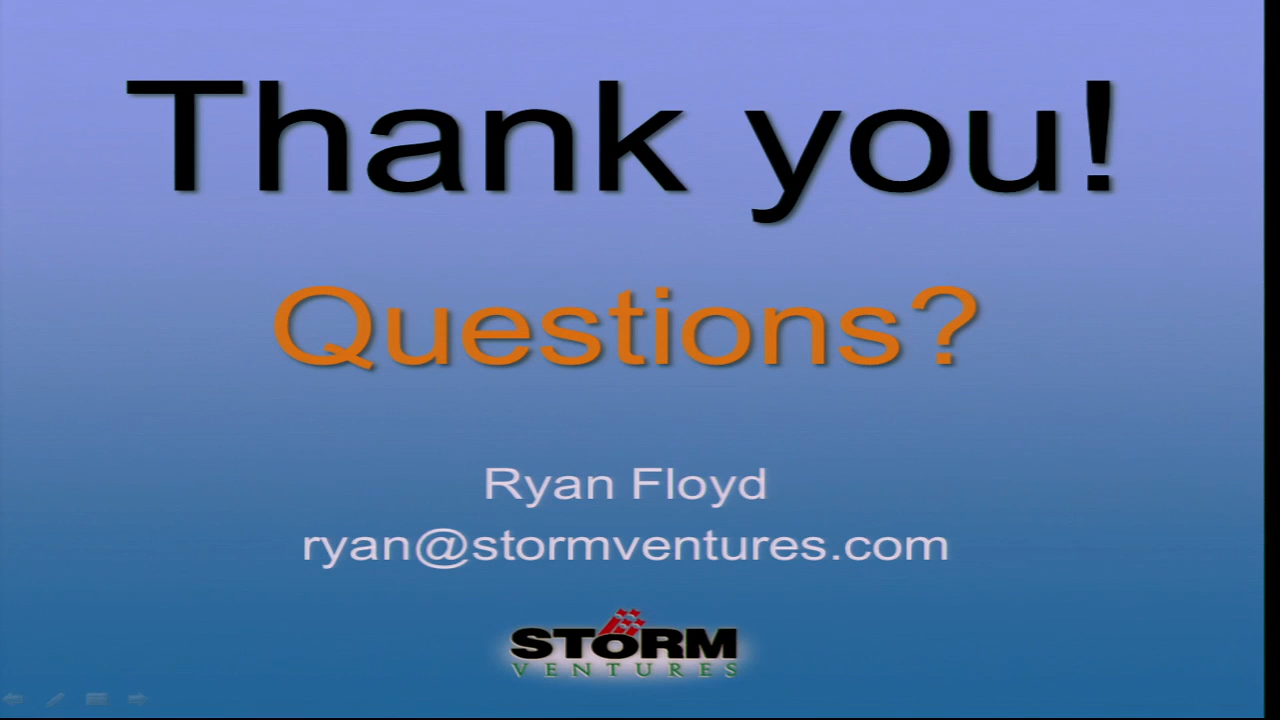 Thank you!
Questions?
Ryan Floyd
ryan@stormventures.com
STORM
VENTURES